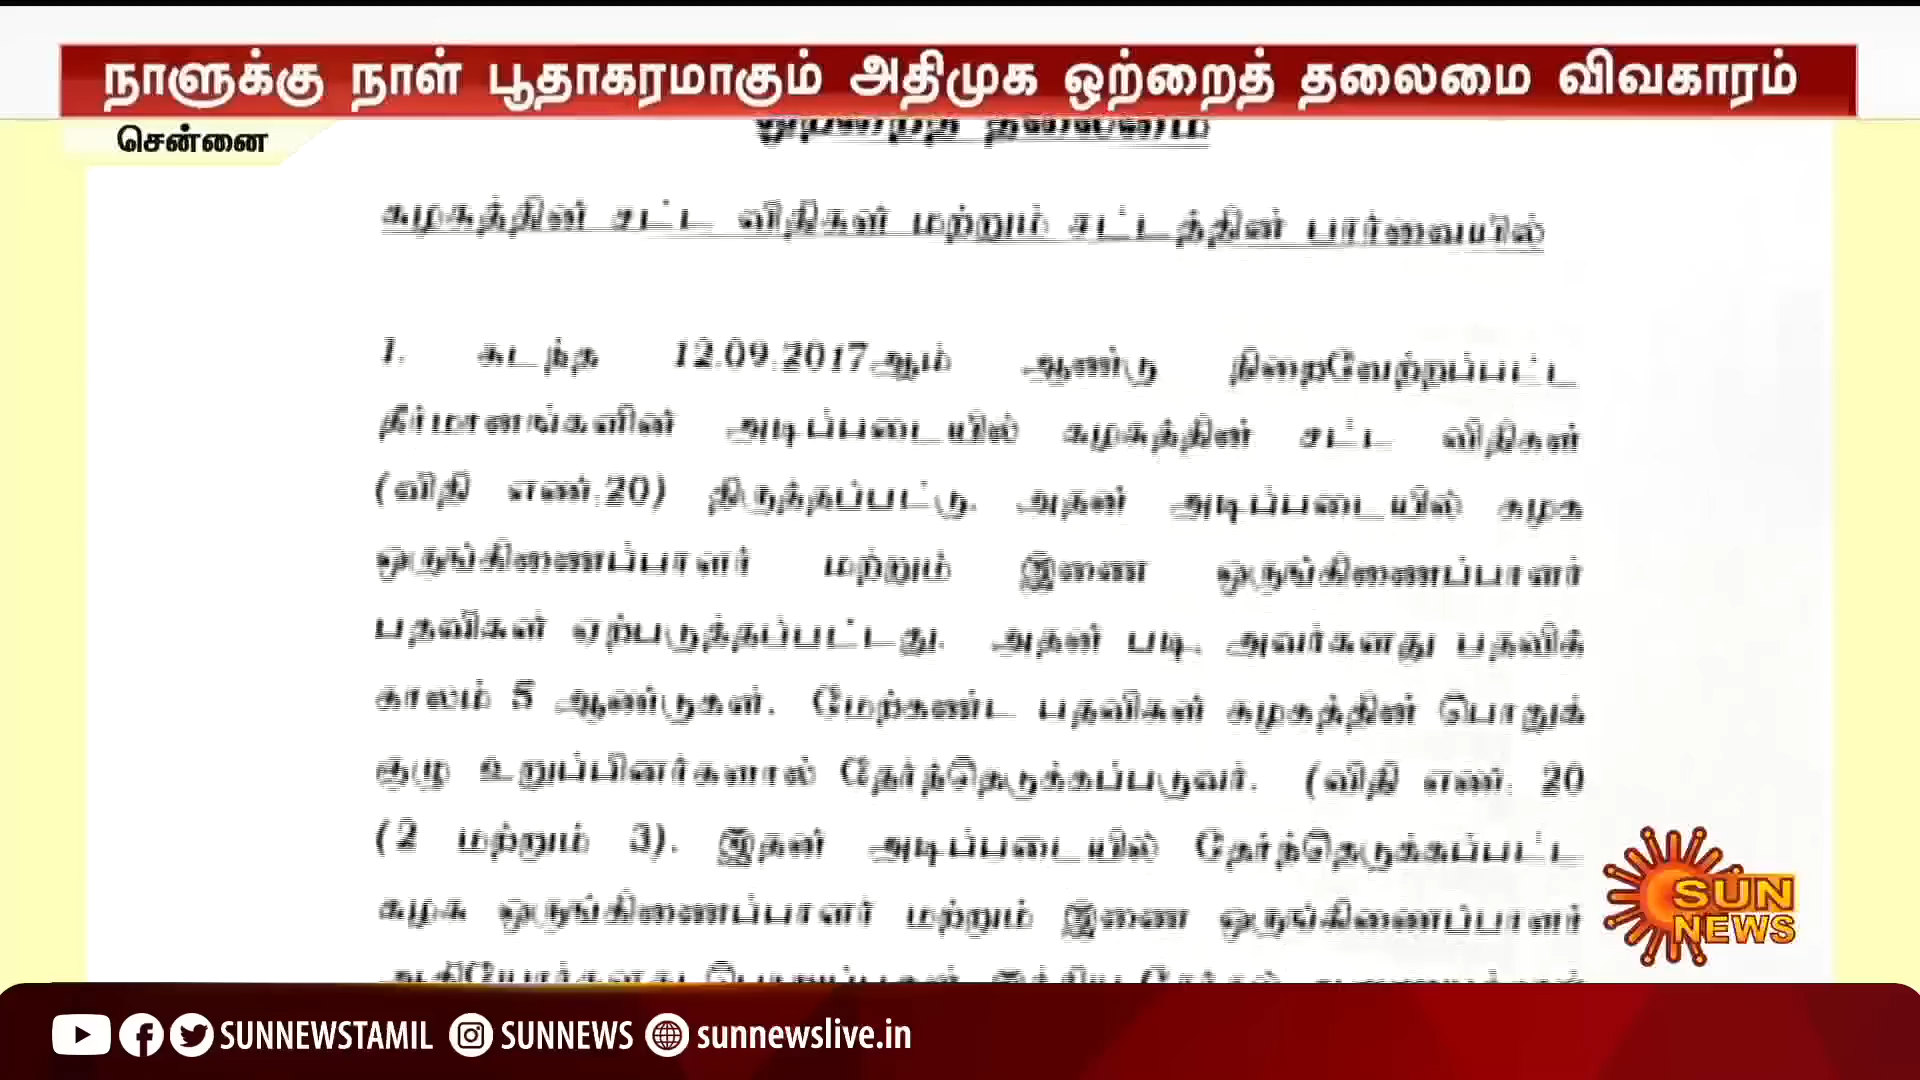 நாளுக்கு நாள் பூதாகரமாகும் அதிமுக ஒற்றைத் தலைமை விவகாரம்
சென்னை
கழகத்தின் சட்ட விதிகள் மற்றும் சட்டத்தின் பார்வையில்
1. கடந்த 12.09.2017ஆம் ஆண்டு நிறைவேற்றப்பட்ட
தீர்மானங்களின் அடிப்படையில் கழகத்தின் சட்ட விதிகள்
(விதி எண்.20) திருத்தப்பட்டு, அதன் அடிப்படையில் கழக
ஒருங்கிணைப்பாளர் மற்றும் இணை ஒருங்கிணைப்பாளர்
பதவிகள் ஏற்படுத்தப்பட்டது. அதன் படி, அவர்களது பதவிக்
காலம் 5 ஆண்டுகள். மேற்கண்ட பதவிகள் கழகத்தின் பொதுக்
குழு உறுப்பினர்களால் தேர்ந்தெடுக்கப்படுவர். (விதி எண். 20
(2 மற்றும் 3). இதன் அடிப்படையில் தேர்ந்தெடுக்கப்பட்ட
கழக ஒருங்கிணைப்பாளர் மற்றும் இணை ஒருங்கிணைப்பாளர்
SUN
NEWS
SUNNEWSTAMIL SUNNEWS sunnewslive.in